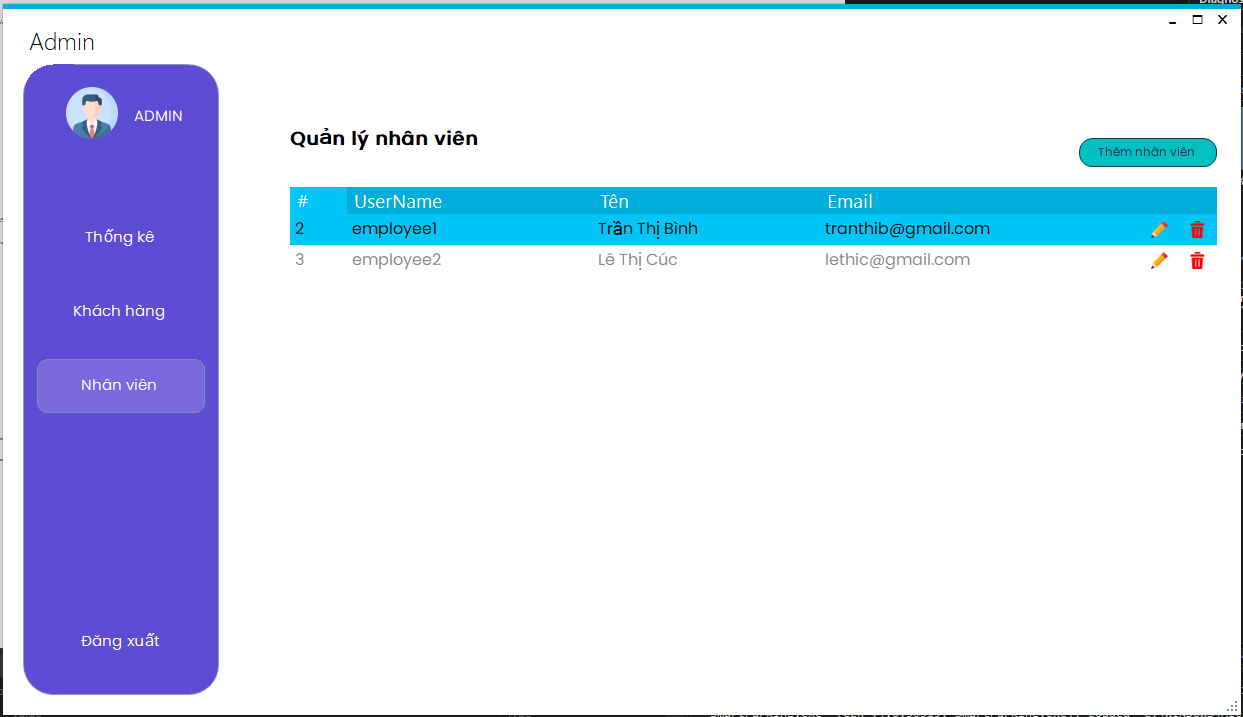 Admin
ADMIN
Thống kê
Khách hàng
Nhân viên
Đăng xuất
Quản lý nhân viên
Thêm nhân viên
# UserName Tên Email
2 employee1 Trần Thị Bình tranthib@gmail.com
3 employee2 Lê Thị Cúc lethic@gmail.com